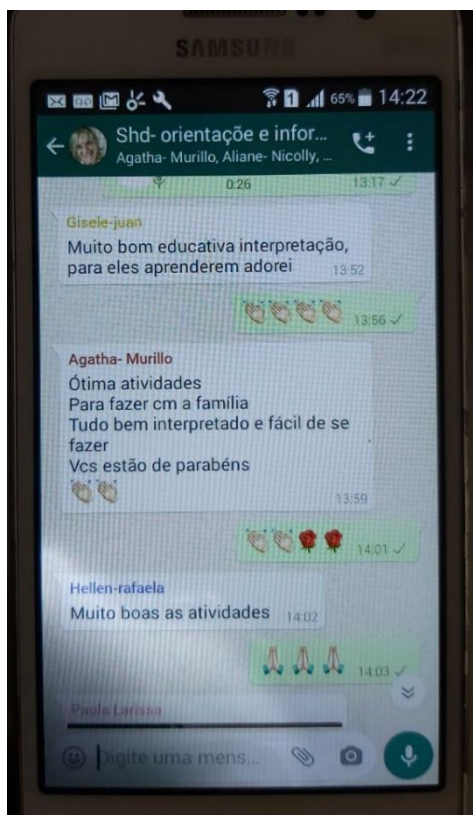 SAMSUNG
1 65% 14:22
Shd- orientaçõe e infor...
Agatha- Murillo, Aliane- Nicolly, ...
0:26 13:17
Gisele-juan
Muito bom educativa interpretação,
para eles aprenderem adorei 13:52
13:56
Agatha- Murillo
Ótima atividades
Para fazer cm a família
Tudo bem interpretado e fácil de se
fazer
Vcs estão de parabéns
13:59
14:01
Hellen-rafaela
Muito boas as atividades 14:02
14:03
Paula Larissa
Digite uma mens...